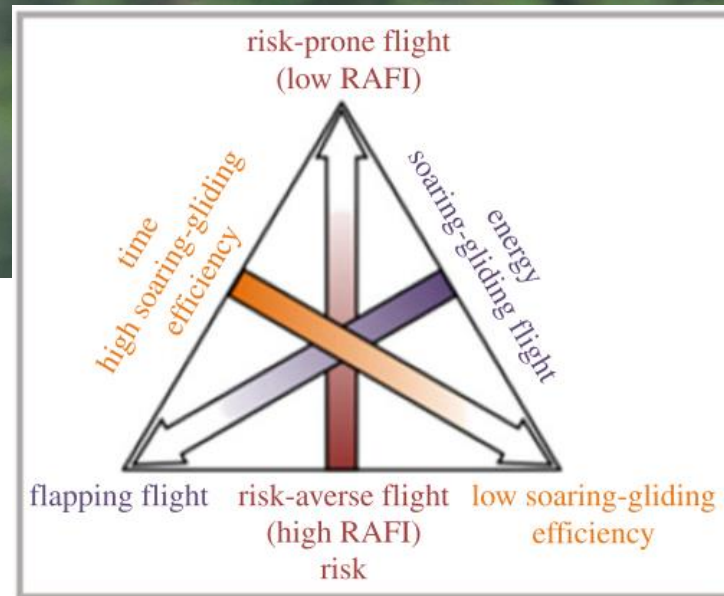 risk-prone flight
(low RAFI)
time
high soaring-gliding
efficiency
energy
soaring-gliding flight
flapping flight
risk-averse flight
(high RAFI)
risk
low soaring-gliding
efficiency